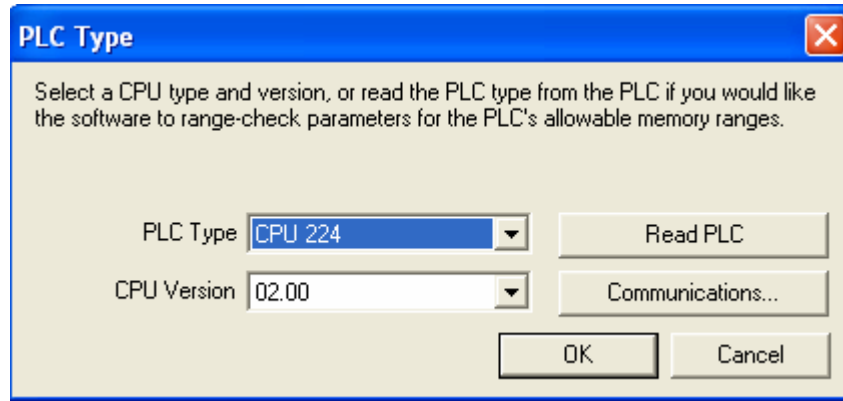 PLC Type
Select a CPU type and version, or read the PLC type from the PLC if you would like
the software to range-check parameters for the PLC's allowable memory ranges.
PLC Type CPU 224 Read PLC
CPU Version 02.00 Communications...
OK Cancel